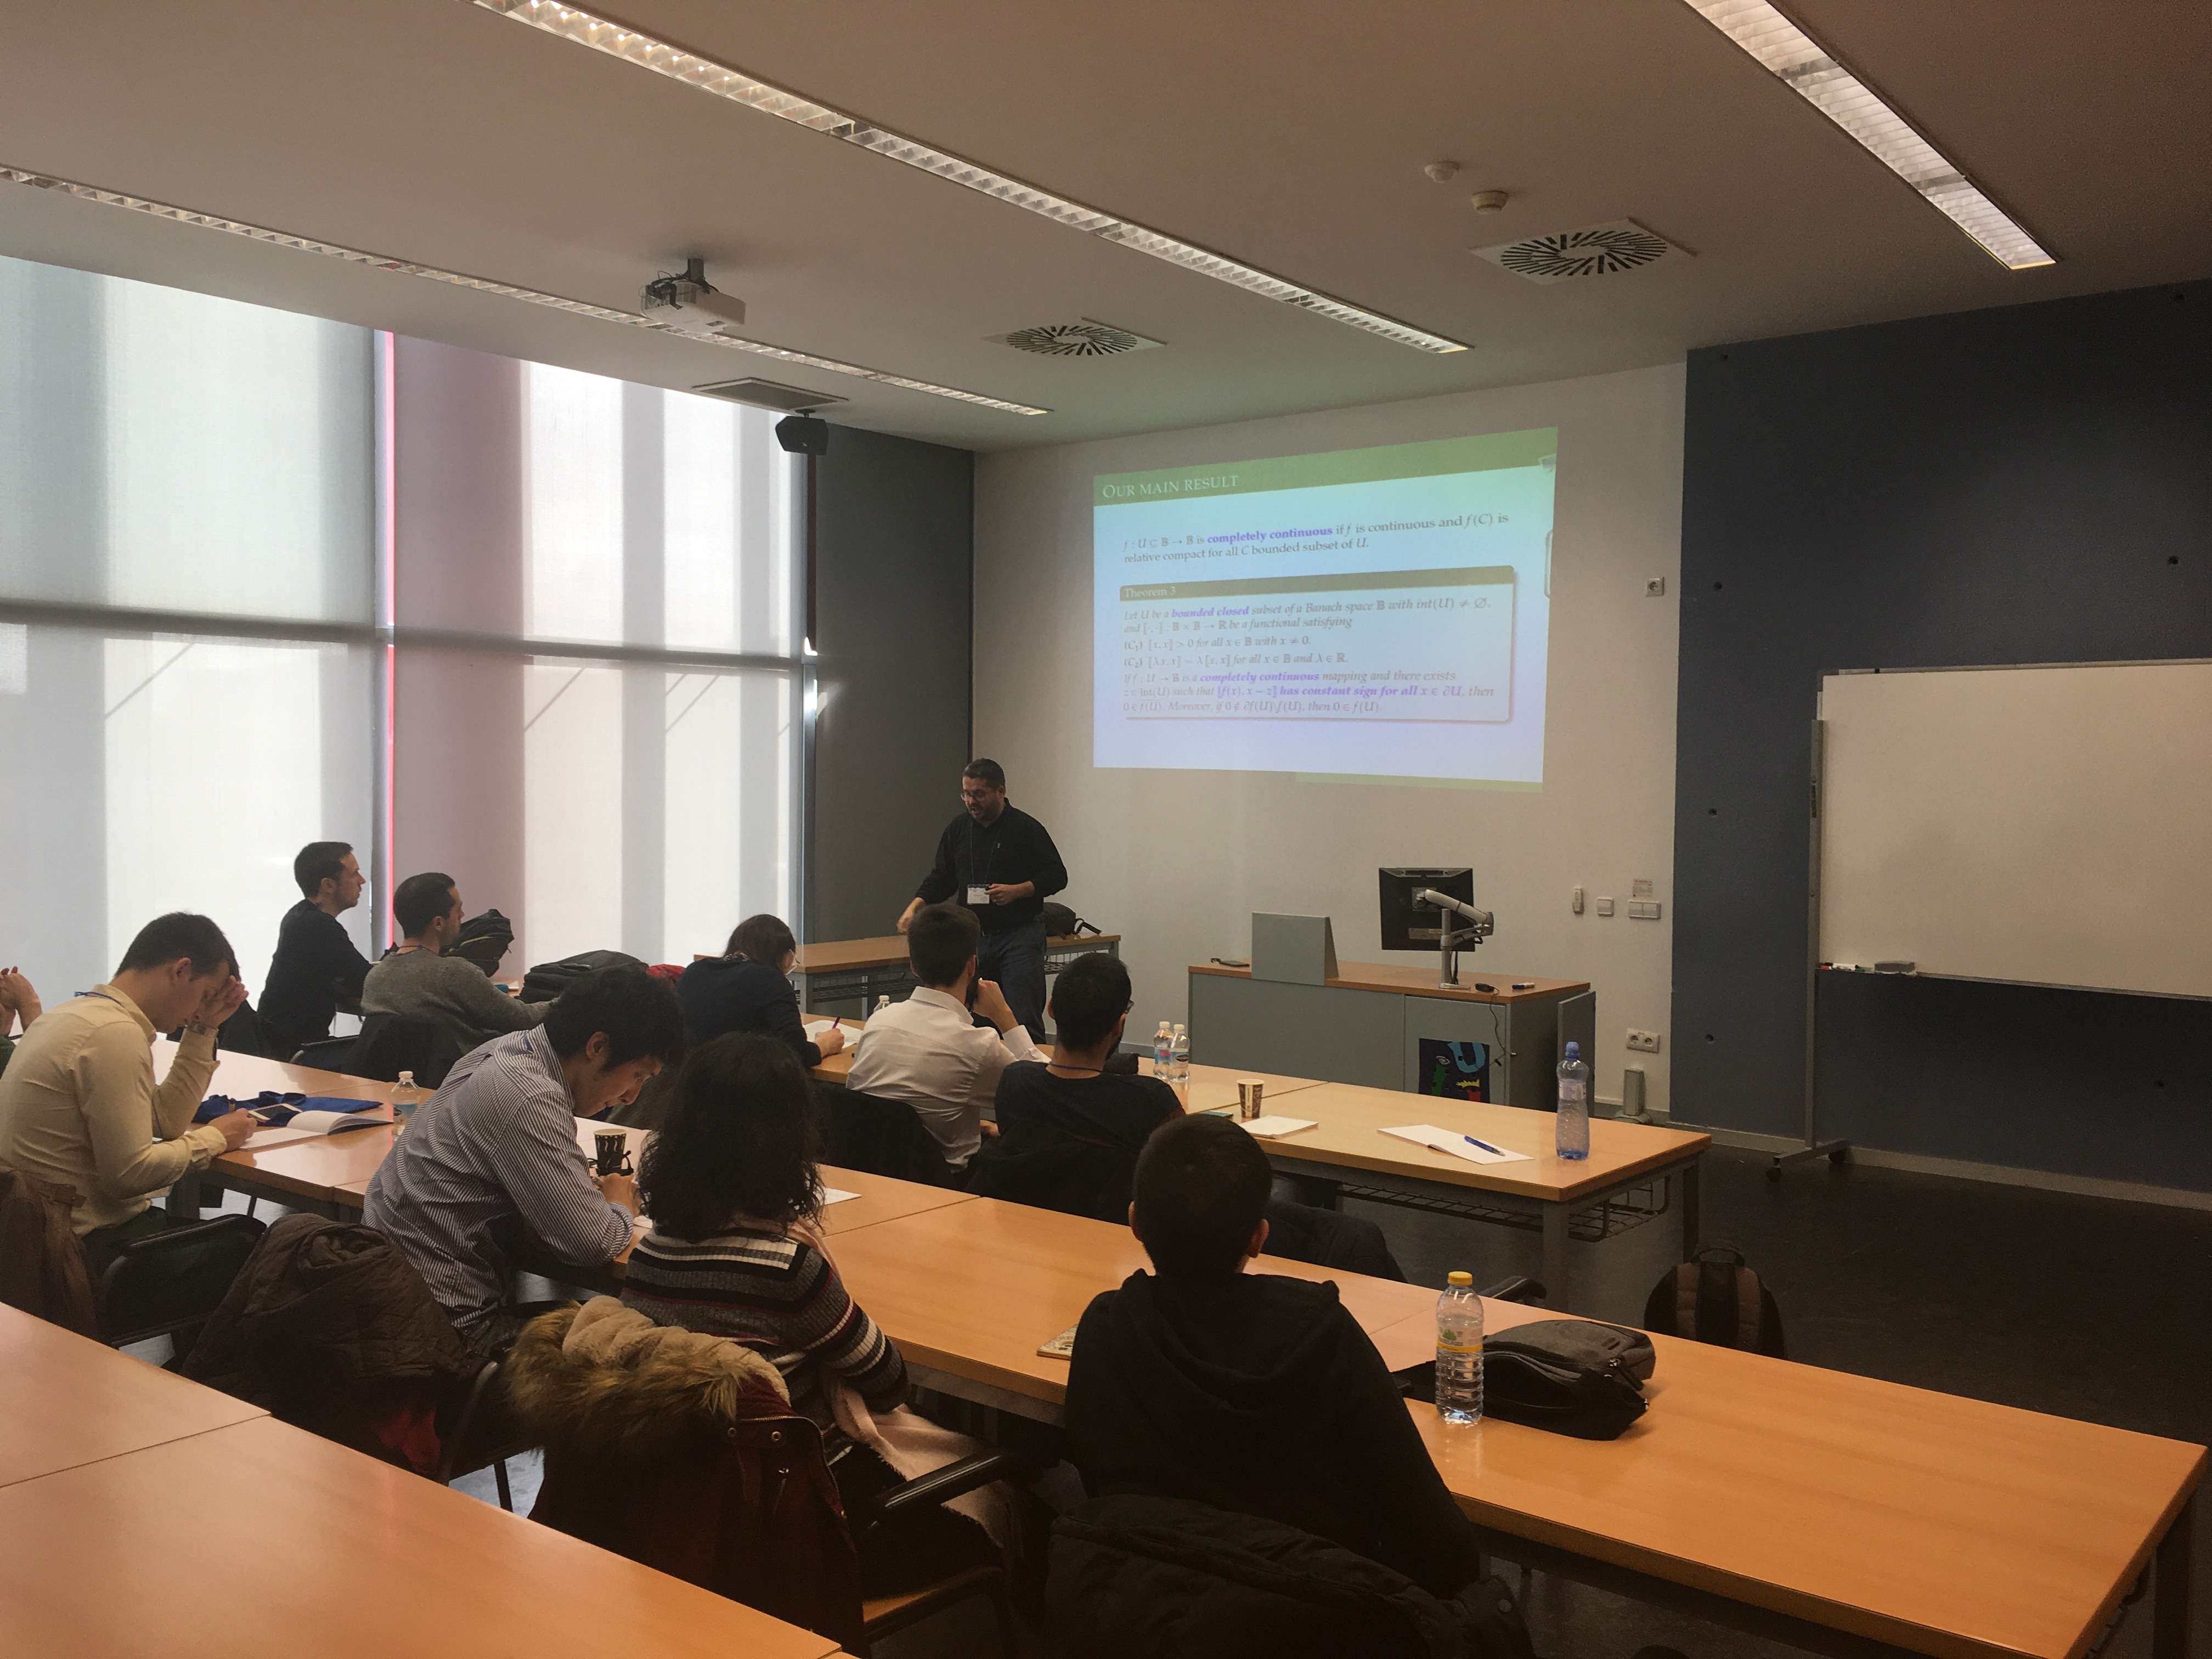 OUR MAIN RESULT
f : U ⊂ 𝔹 → 𝔹 is completely continuous if f is continuous and f(C) is
relative compact for all C bounded subset of U.
Theorem 3
Let U be a bounded closed subset of a Banach space 𝔹 with int(U) ≠ ∅,
and ⟦·,·⟧ : 𝔹 × 𝔹 → ℝ be a functional satisfying
(C₁) ⟦x, x⟧ > 0 for all x ∈ 𝔹 with x ≠ 0.
(C₂) ⟦λx, x⟧ = λ⟦x, x⟧ for all x ∈ 𝔹 and λ ∈ ℝ.
If f : U → 𝔹 is a completely continuous mapping and there exists
z ∈ int(U) such that ⟦f(x), x − z⟧ has constant sign for all x ∈ ∂U, then
Moreover, if 0 ∉ ∂f(U)\f(U), then 0 ∈ f(U).